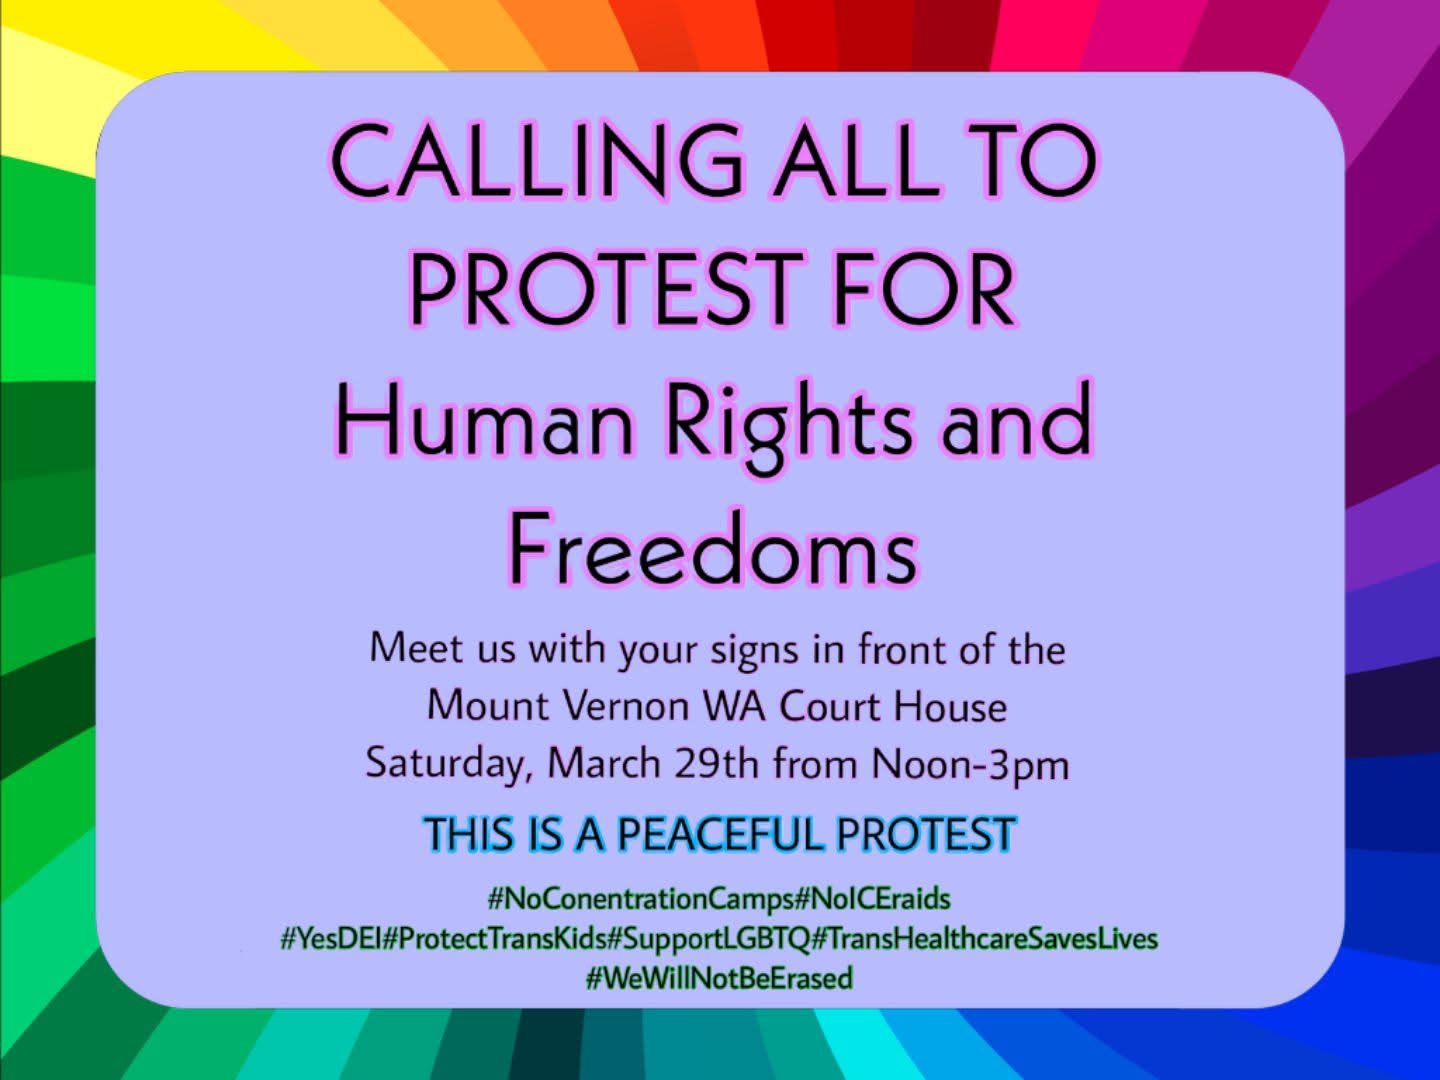 CALLING ALL TO
PROTEST FOR
Human Rights and
Freedoms
Meet us with your signs in front of the
Mount Vernon WA Court House
Saturday, March 29th from Noon-3pm
THIS IS A PEACEFUL PROTEST
#NoConentrationCamps#NoICEraids
#YesDEI#ProtectTransKids#SupportLGBTQ#TransHealthcareSavesLives
#WeWillNotBeErased